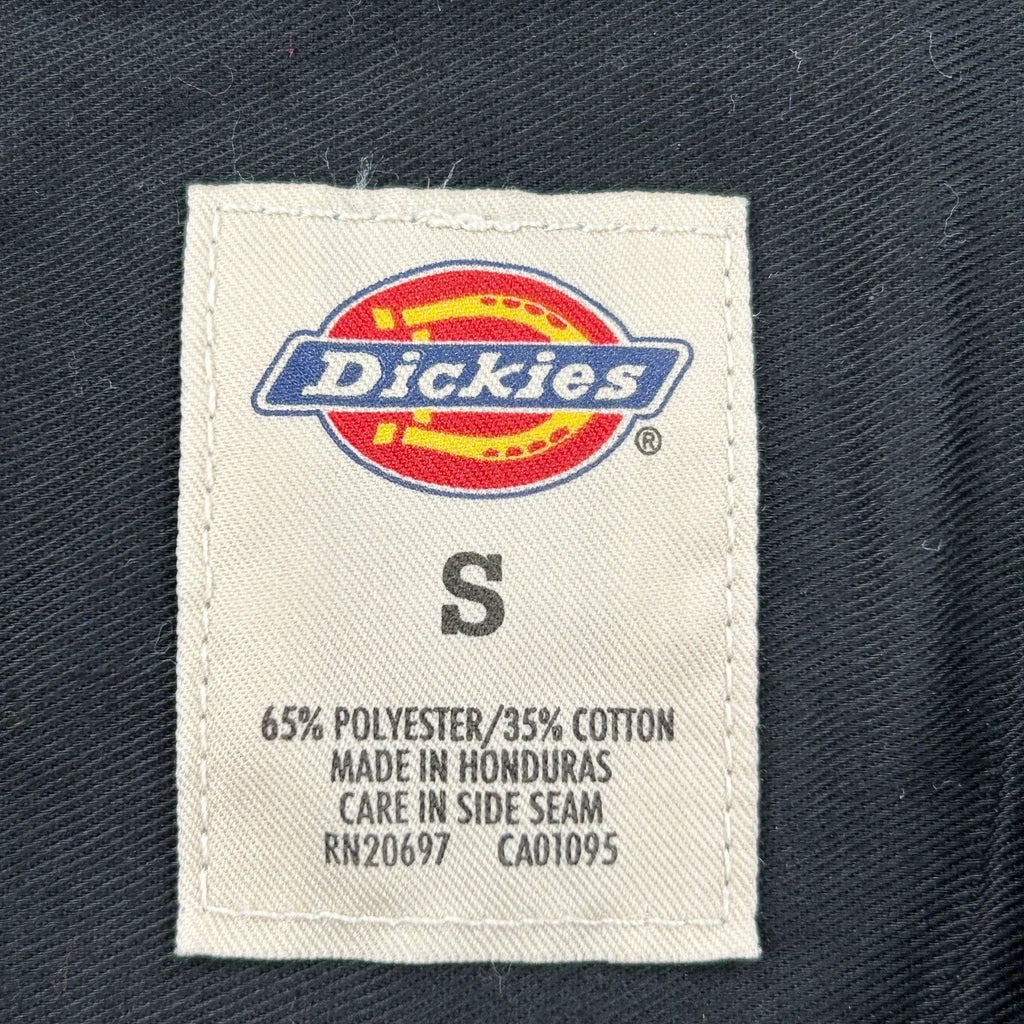 Dickies
®
S
65% POLYESTER/35% COTTON
MADE IN HONDURAS
CARE IN SIDE SEAM
RN20697 CA01095